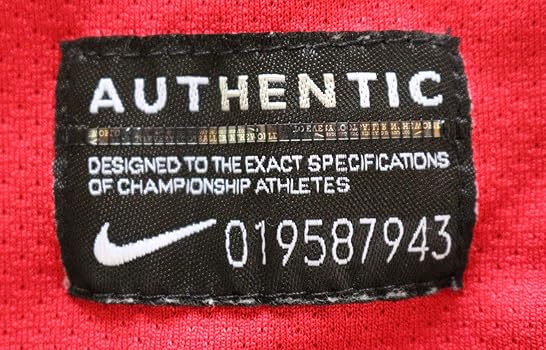 AUTHENTIC
DESIGNED TO THE EXACT SPECIFICATIONS
OF CHAMPIONSHIP ATHLETES
019587943